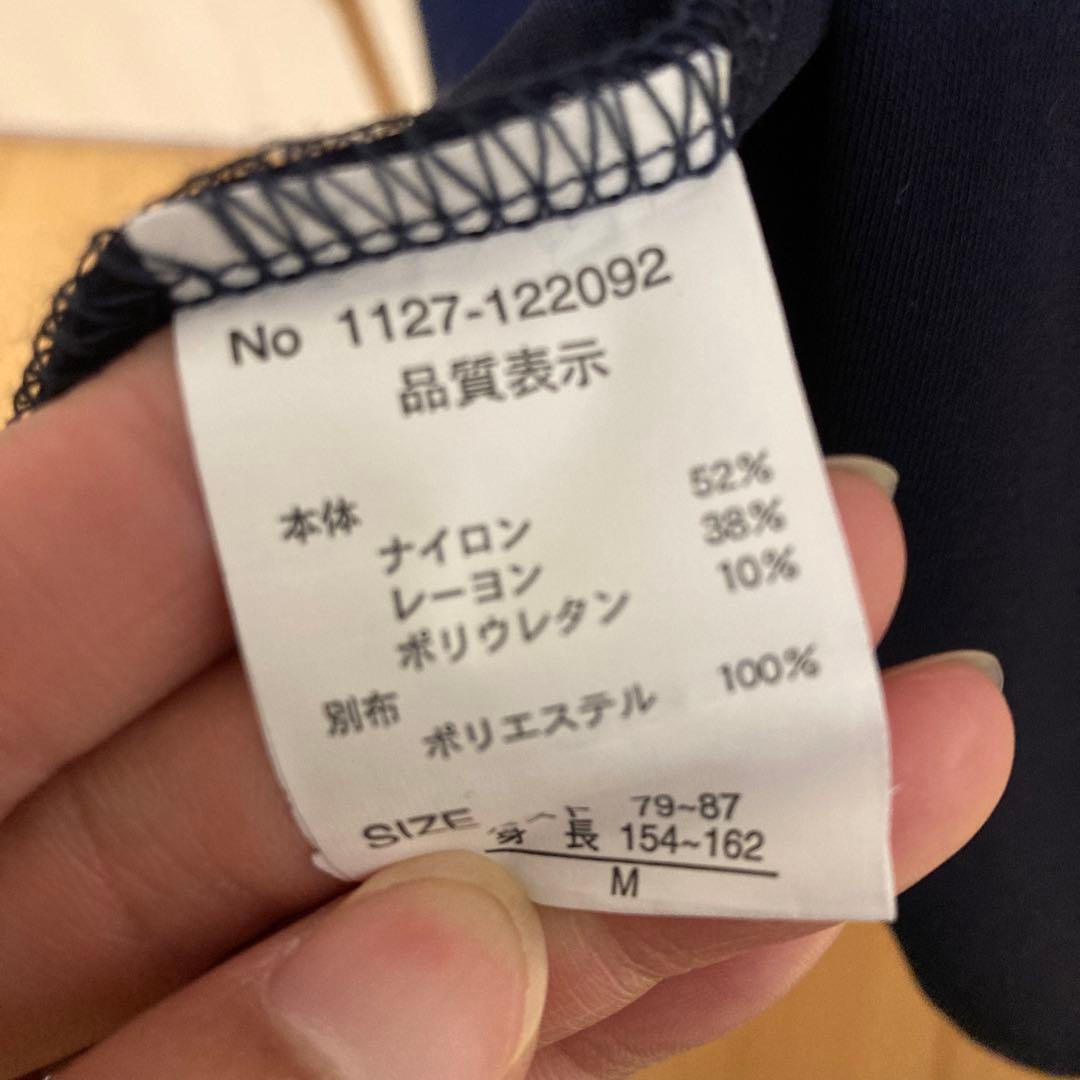 No 1127-122092
品質表示
本体
ナイロン 52%
レーヨン 38%
ポリウレタン 10%
別布
ポリエステル 100%
SIZE 79~87
身長 154~162
M